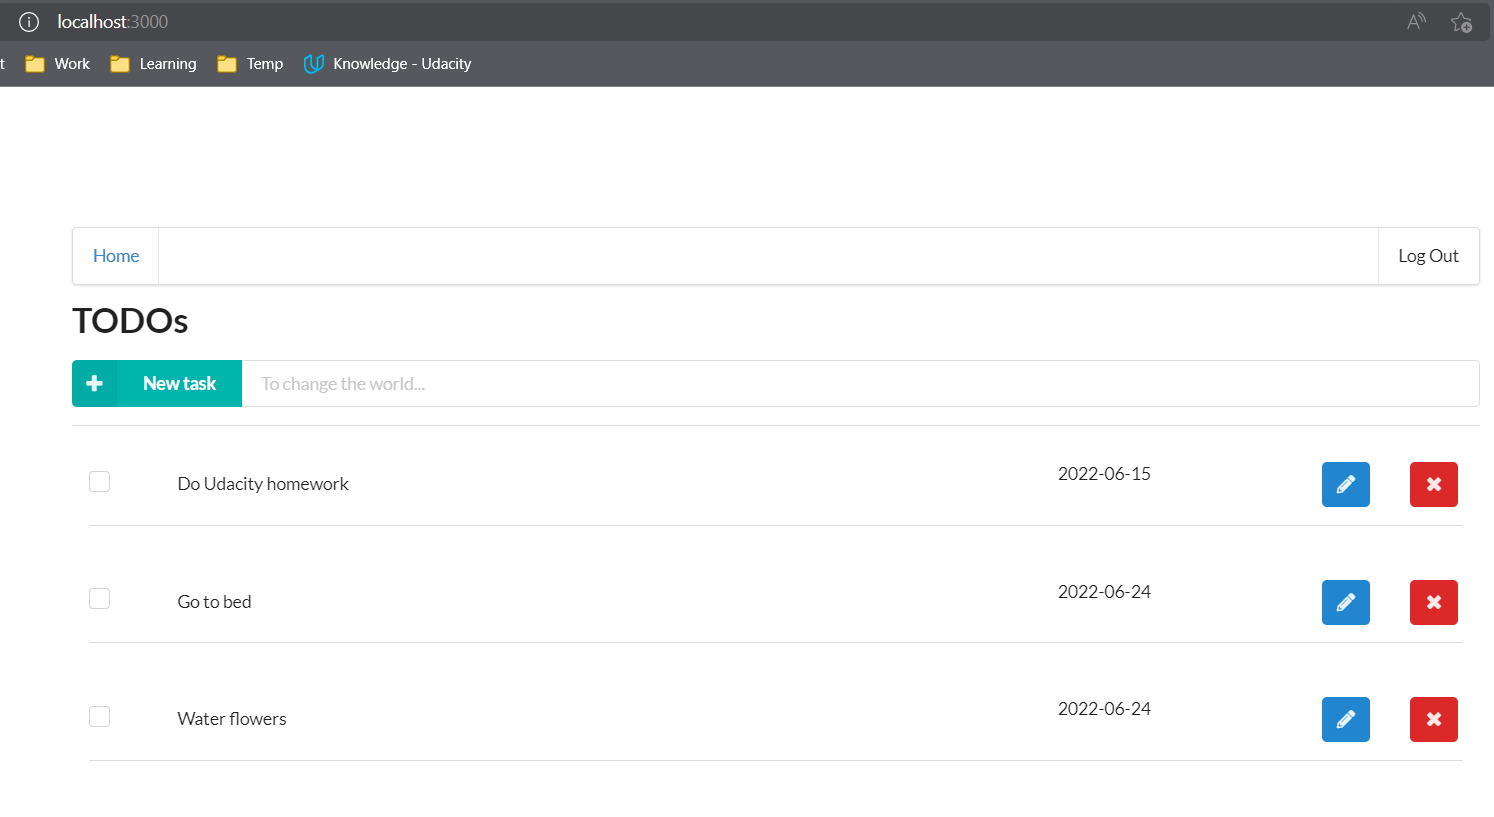 localhost:3000
t Work Learning Temp Knowledge - Udacity
Home Log Out
TODOs
New task To change the world...
Do Udacity homework 2022-06-15
Go to bed 2022-06-24
Water flowers 2022-06-24